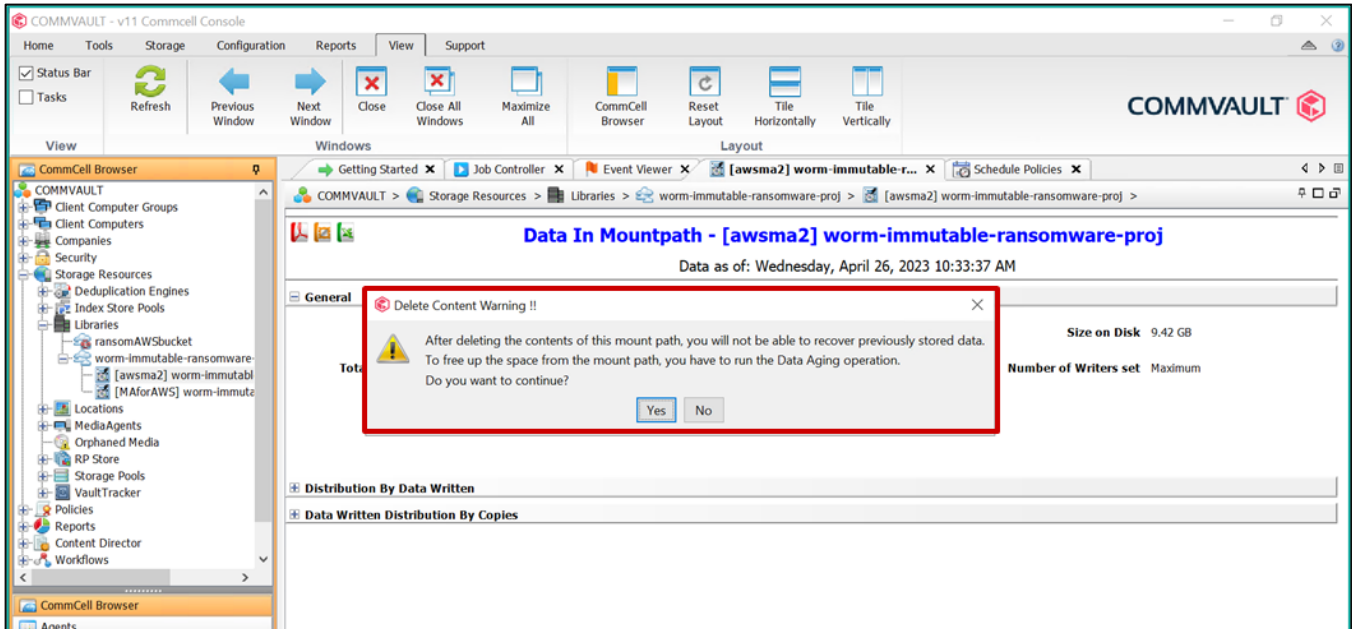 COMMVAULT - v11 Commcell Console
Home Tools Storage Configuration Reports View Support
Status Bar
Tasks
Refresh
Previous Window
Next Window
Close
Close All Windows
Maximize All
CommCell Browser
Reset Layout
Tile Horizontally
Tile Vertically
COMMVAULT
View Windows Layout
CommCell Browser
Getting Started Job Controller Event Viewer [awsma2] worm-immutable-r... Schedule Policies
COMMVAULT > Storage Resources > Libraries > worm-immutable-ransomware-proj > [awsma2] worm-immutable-ransomware-proj >
COMMVAULT
Client Computer Groups
Client Computers
Companies
Security
Storage Resources
Deduplication Engines
Index Store Pools
Libraries
ransomAWSbucket
worm-immutable-ransomware-
[awsma2] worm-immutabl
[MAforAWS] worm-immuta
Locations
MediaAgents
Orphaned Media
RP Store
Storage Pools
VaultTracker
Policies
Reports
Content Director
Workflows
CommCell Browser
Agents
Data In Mountpath - [awsma2] worm-immutable-ransomware-proj
Data as of: Wednesday, April 26, 2023 10:33:37 AM
General
Size on Disk 9.42 GB
Tota
Number of Writers set Maximum
Delete Content Warning !!
After deleting the contents of this mount path, you will not be able to recover previously stored data.
To free up the space from the mount path, you have to run the Data Aging operation.
Do you want to continue?
Yes No
Distribution By Data Written
Data Written Distribution By Copies